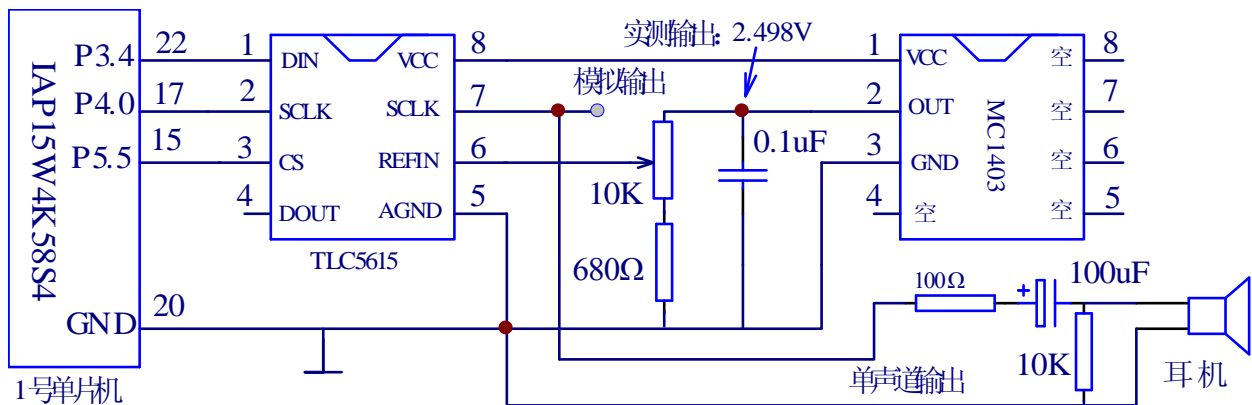 IAP15W4K58S4
P3.4
22
P4.0
17
P5.5
15
GND
20
1号单片机
1
DIN
2
SCLK
3
CS
4
DOUT
VCC
8
SCLK
7
REFIN
6
AGND
5
TLC5615
实测输出: 2.498V
模拟输出
10K
680Ω
0.1uF
1
VCC
2
OUT
3
GND
4
空
MC1403
空
8
空
7
空
6
空
5
100Ω
+
100uF
10K
单声道输出
耳机